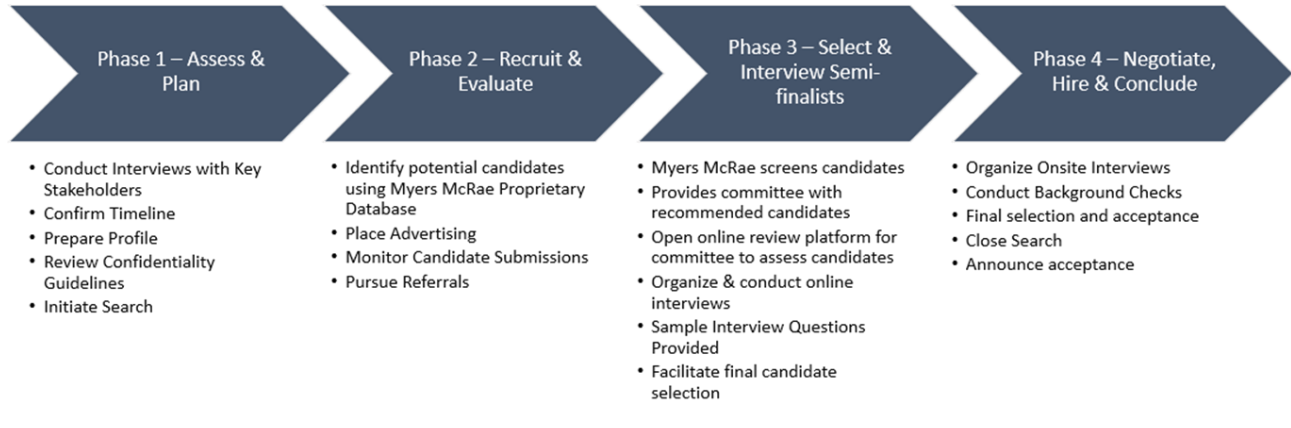 Phase 1 – Assess &
Plan
• Conduct Interviews with Key
Stakeholders
• Confirm Timeline
• Prepare Profile
• Review Confidentiality
Guidelines
• Initiate Search
Phase 2 – Recruit &
Evaluate
• Identify potential candidates
using Myers McRae Proprietary
Database
• Place Advertising
• Monitor Candidate Submissions
• Pursue Referrals
Phase 3 – Select &
Interview Semi-
finalists
• Myers McRae screens candidates
• Provides committee with
recommended candidates
• Open online review platform for
committee to assess candidates
• Organize & conduct online
interviews
• Sample Interview Questions
Provided
• Facilitate final candidate
selection
Phase 4 – Negotiate,
Hire & Conclude
• Organize Onsite Interviews
• Conduct Background Checks
• Final selection and acceptance
• Close Search
• Announce acceptance